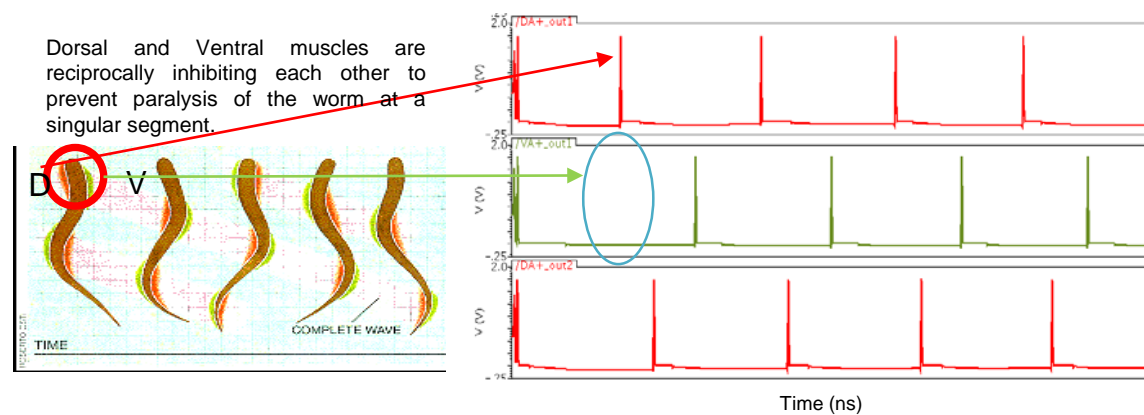 Dorsal and Ventral muscles are
reciprocally inhibiting each other to
prevent paralysis of the worm at a
singular segment.
D
V
COMPLETE WAVE
TIME
/DA+_out1
2.0
V (S)
-.25
/VA+_out1
2.0
V (S)
-.25
/DA+_out2
2.0
V (S)
-.25
Time (ns)